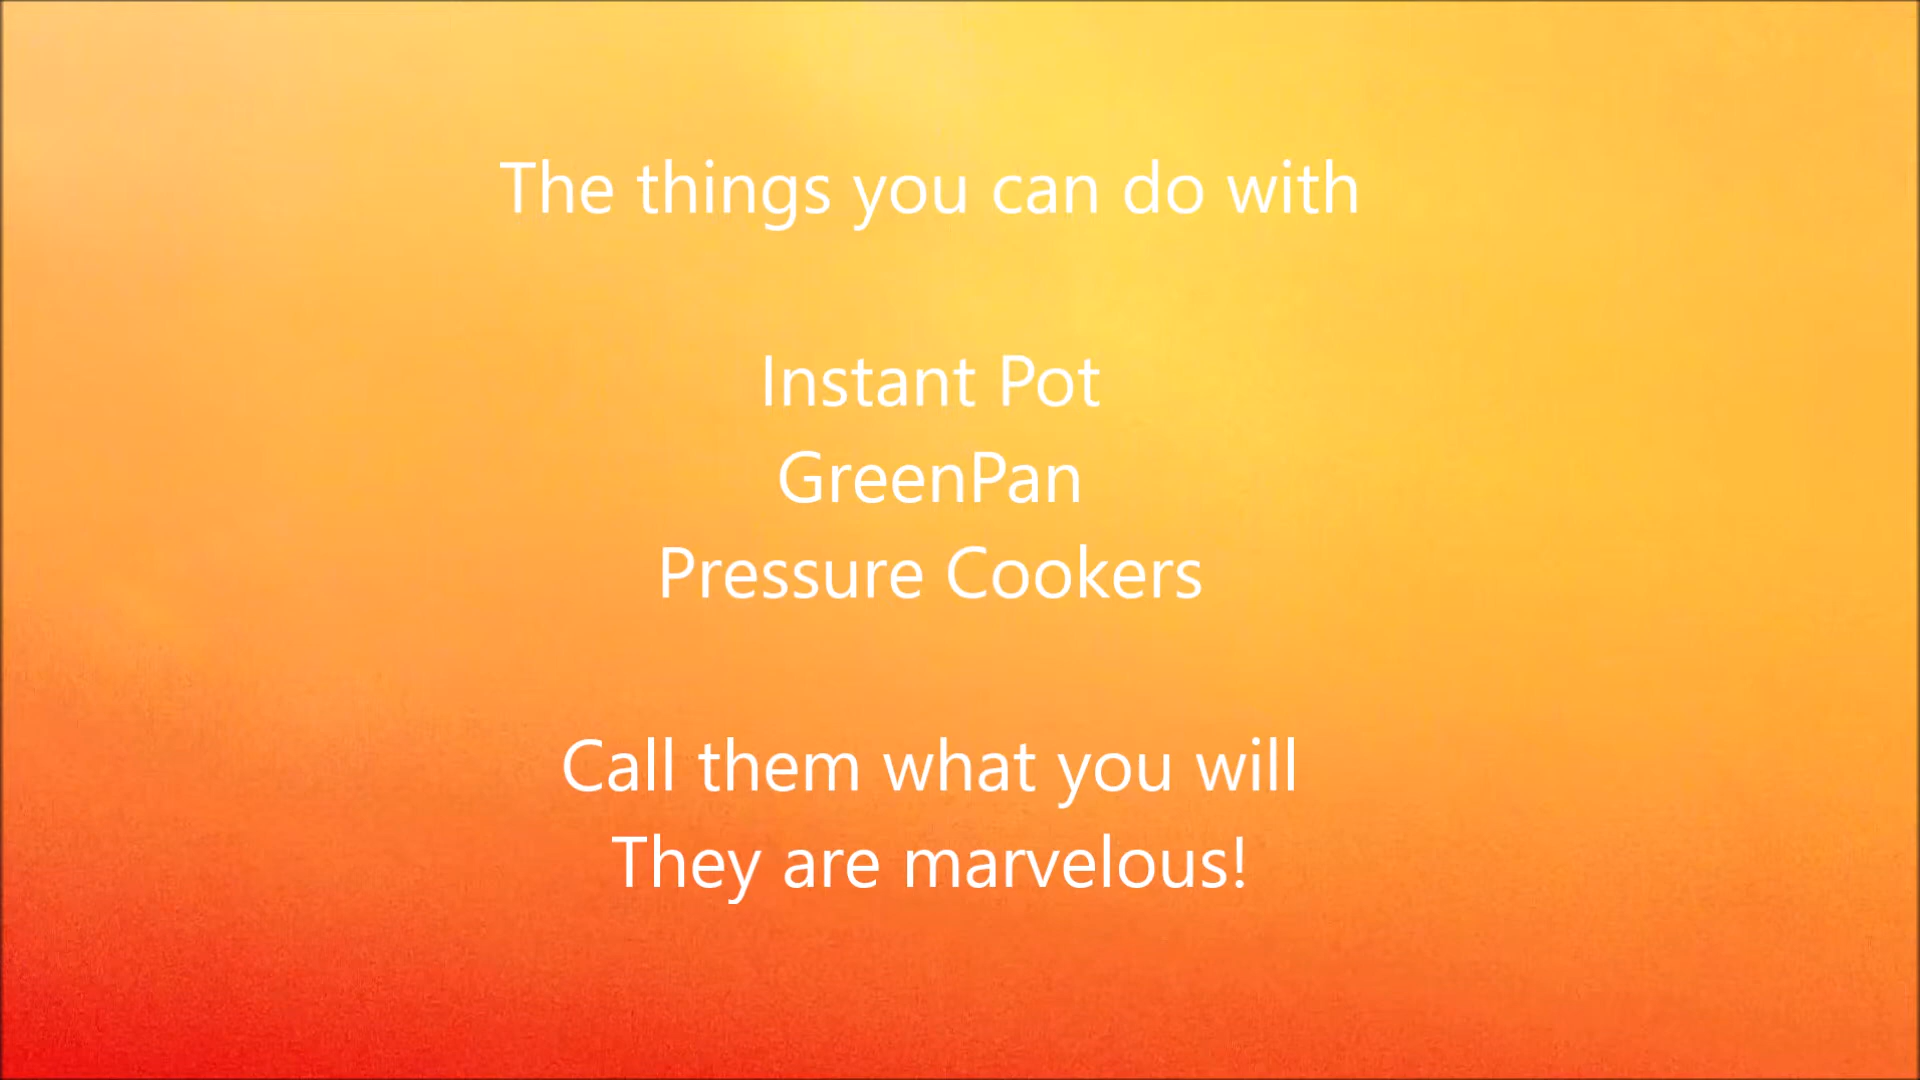 The things you can do with
Instant Pot
GreenPan
Pressure Cookers
Call them what you will
They are marvelous!